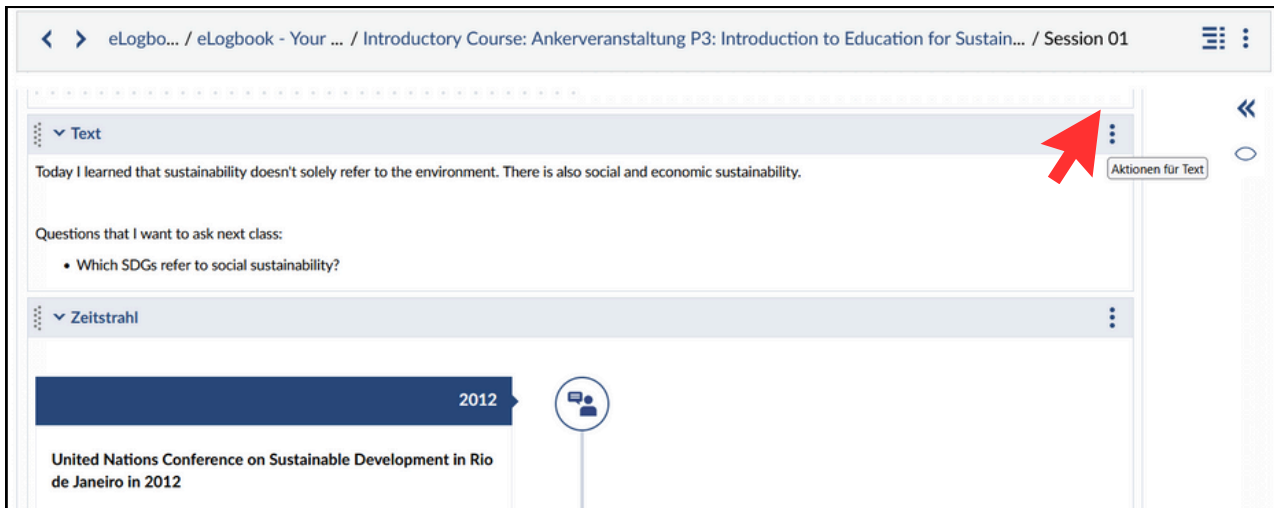 eLogbo... / eLogbook - Your ... / Introductory Course: Ankerveranstaltung P3: Introduction to Education for Sustain... / Session 01
Text
Aktionen für Text
Today I learned that sustainability doesn't solely refer to the environment. There is also social and economic sustainability.
Questions that I want to ask next class:
• Which SDGs refer to social sustainability?
Zeitstrahl
2012
United Nations Conference on Sustainable Development in Rio
de Janeiro in 2012